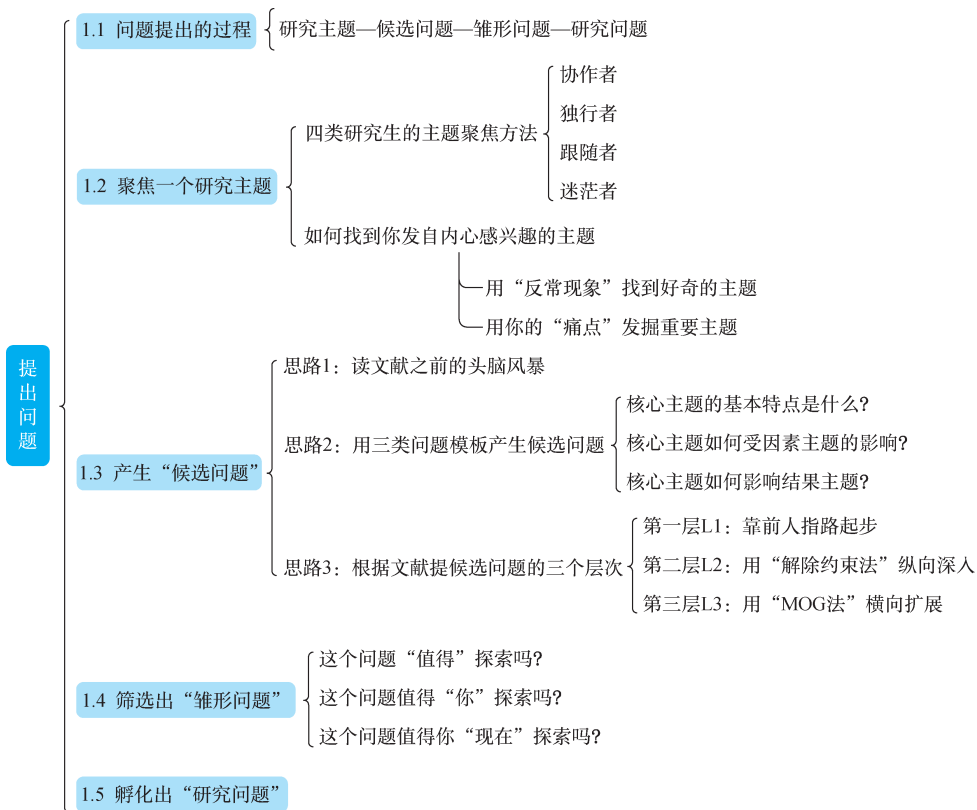 提出问题
1.1 问题提出的过程
研究主题—候选问题—雏形问题—研究问题
1.2 聚焦一个研究主题
四类研究生的主题聚焦方法
协作者
独行者
跟随者
迷茫者
如何找到你发自内心感兴趣的主题
用“反常现象”找到好奇的主题
用你的“痛点”发掘重要主题
1.3 产生“候选问题”
思路1：读文献之前的头脑风暴
思路2：用三类问题模板产生候选问题
核心主题的基本特点是什么?
核心主题如何受因素主题的影响?
核心主题如何影响结果主题?
思路3：根据文献提候选问题的三个层次
第一层L1：靠前人指路起步
第二层L2：用“解除约束法”纵向深入
第三层L3：用“MOG法”横向扩展
1.4 筛选出“雏形问题”
这个问题“值得”探索吗?
这个问题值得“你”探索吗?
这个问题值得你“现在”探索吗?
1.5 孵化出“研究问题”